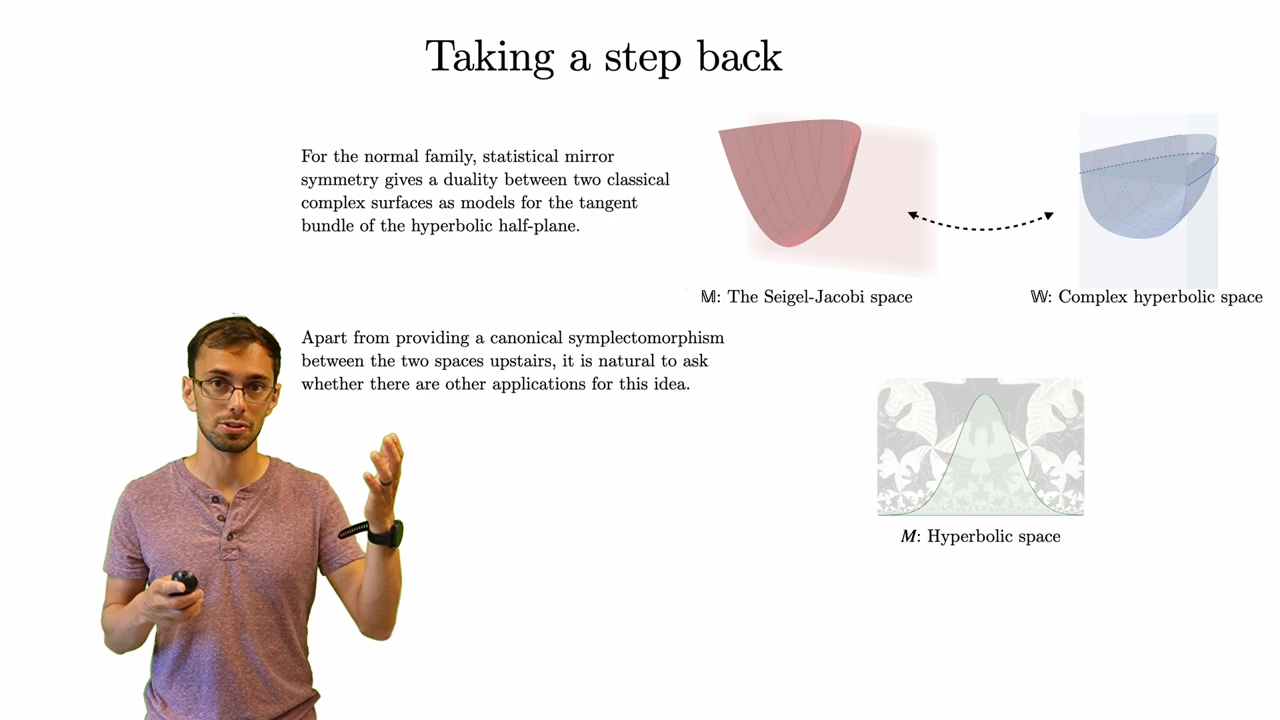 Taking a step back
For the normal family, statistical mirror
symmetry gives a duality between two classical
complex surfaces as models for the tangent
bundle of the hyperbolic half-plane.
𝕄: The Seigel-Jacobi space
𝕎: Complex hyperbolic space
Apart from providing a canonical symplectomorphism
between the two spaces upstairs, it is natural to ask
whether there are other applications for this idea.
M: Hyperbolic space